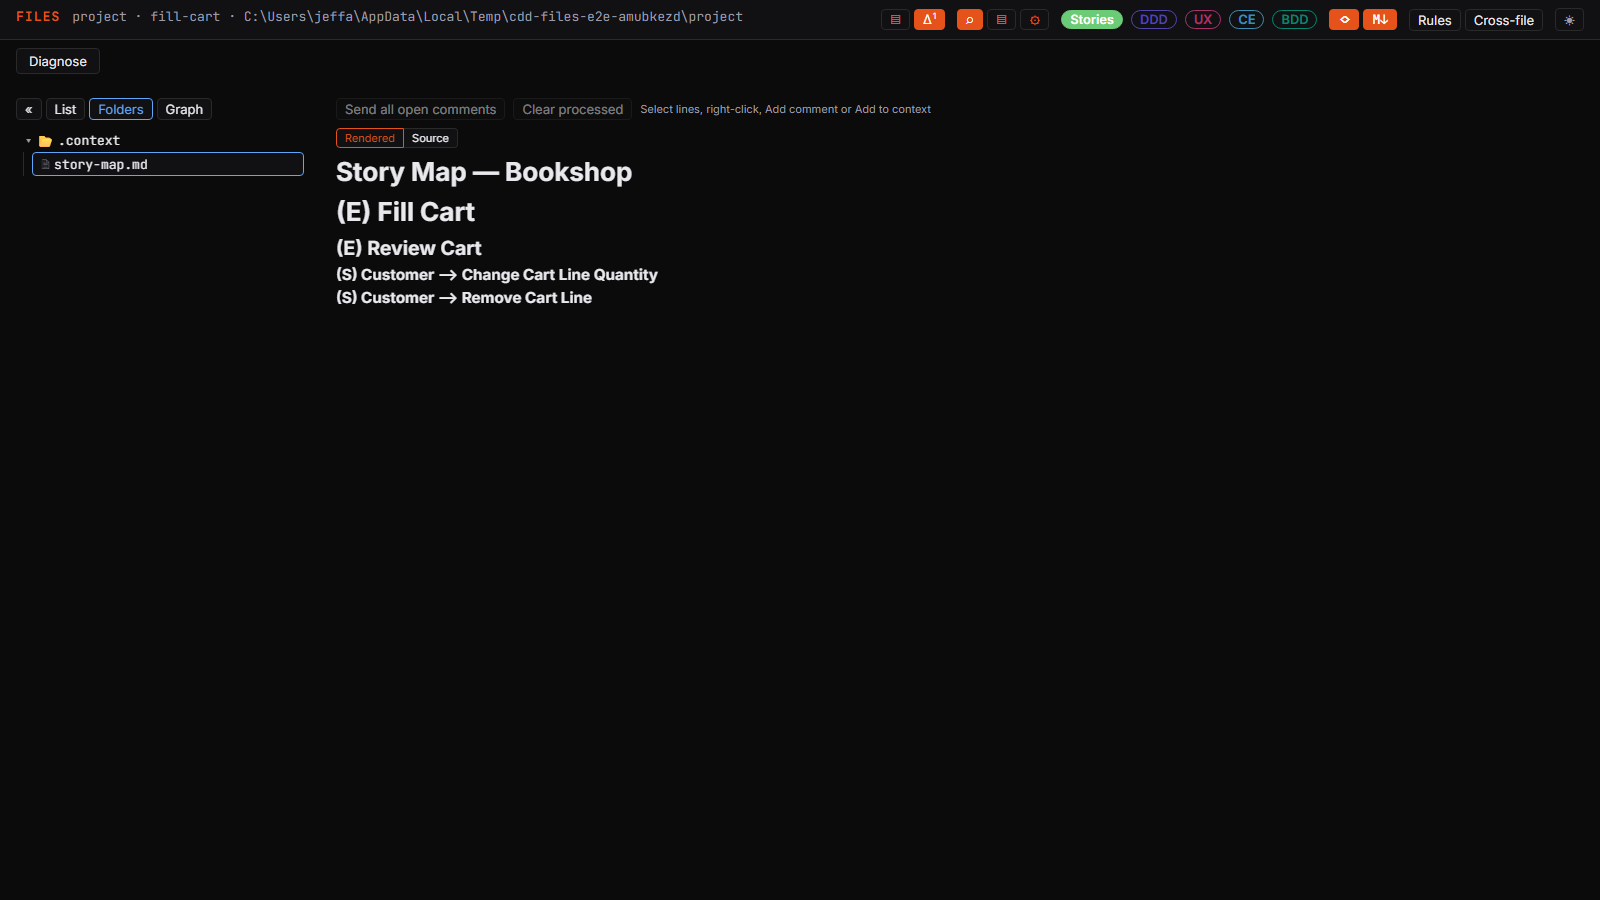 FILES project · fill-cart · C:\Users\jeffa\AppData\Local\Temp\cdd-files-e2e-amubkezd\project
Δ1 Stories DDD UX CE BDD M↓ Rules Cross-file
Diagnose
« List Folders Graph Send all open comments Clear processed Select lines, right-click, Add comment or Add to context
Rendered Source
.context
story-map.md
Story Map — Bookshop
(E) Fill Cart
(E) Review Cart
(S) Customer --> Change Cart Line Quantity
(S) Customer --> Remove Cart Line